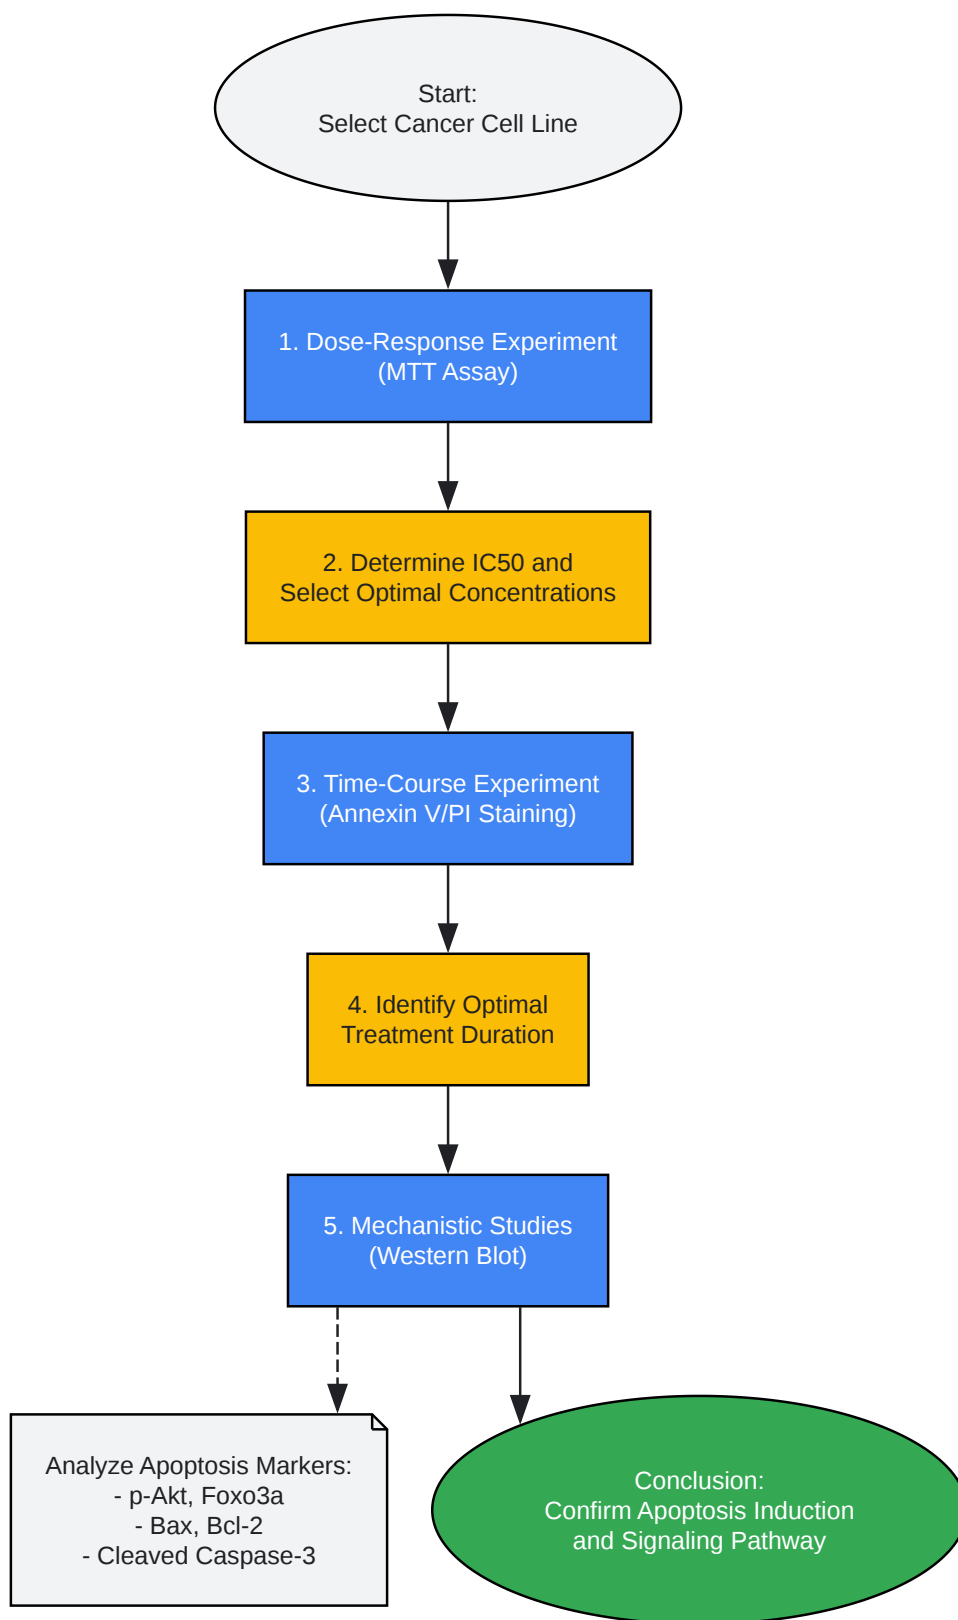 Start:
Select Cancer Cell Line
1. Dose-Response Experiment
(MTT Assay)
2. Determine IC50 and
Select Optimal Concentrations
3. Time-Course Experiment
(Annexin V/PI Staining)
4. Identify Optimal
Treatment Duration
5. Mechanistic Studies
(Western Blot)
Analyze Apoptosis Markers:
- p-Akt, Foxo3a
- Bax, Bcl-2
- Cleaved Caspase-3
Conclusion:
Confirm Apoptosis Induction
and Signaling Pathway